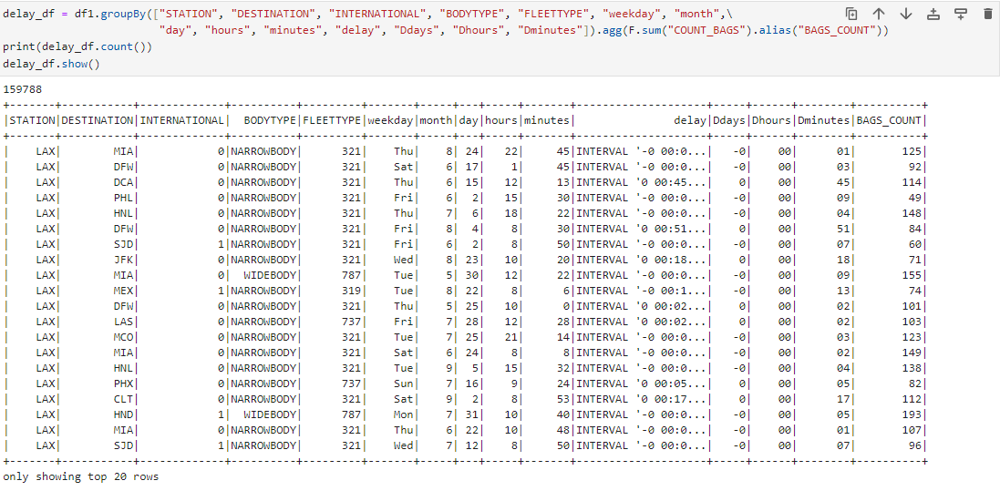 delay_df = df1.groupBy(["STATION", "DESTINATION", "INTERNATIONAL", "BODYTYPE", "FLEETTYPE", "weekday", "month",\
                        "day", "hours", "minutes", "delay", "Ddays", "Dhours", "Dminutes"]).agg(F.sum("COUNT_BAGS").alias("BAGS_COUNT"))
print(delay_df.count())
delay_df.show()
159788
+-------+-----------+-------------+----------+---------+-------+-----+---+-----+-------+--------------------+-----+------+--------+----------+
|STATION|DESTINATION|INTERNATIONAL|  BODYTYPE|FLEETTYPE|weekday|month|day|hours|minutes|               delay|Ddays|Dhours|Dminutes|BAGS_COUNT|
+-------+-----------+-------------+----------+---------+-------+-----+---+-----+-------+--------------------+-----+------+--------+----------+
|    LAX|        MIA|            0|NARROWBODY|      321|    Thu|    8| 24|   22|     45|INTERVAL '-0 00:0...|   -0|    00|      01|       125|
|    LAX|        DFW|            0|NARROWBODY|      321|    Sat|    6| 17|    1|     45|INTERVAL '-0 00:0...|   -0|    00|      03|        92|
|    LAX|        DCA|            0|NARROWBODY|      321|    Thu|    6| 15|   12|     13|INTERVAL '0 00:45...|    0|    00|      45|       114|
|    LAX|        PHL|            0|NARROWBODY|      321|    Fri|    6|  2|   15|     30|INTERVAL '-0 00:0...|   -0|    00|      09|        49|
|    LAX|        HNL|            0|NARROWBODY|      321|    Thu|    7|  6|   18|     22|INTERVAL '-0 00:0...|   -0|    00|      04|       148|
|    LAX|        DFW|            0|NARROWBODY|      321|    Fri|    8|  4|    8|     30|INTERVAL '0 00:51...|    0|    00|      51|        84|
|    LAX|        SJD|            1|NARROWBODY|      321|    Fri|    6|  2|    8|     50|INTERVAL '-0 00:0...|   -0|    00|      07|        60|
|    LAX|        JFK|            0|NARROWBODY|      321|    Wed|    8| 23|   10|     20|INTERVAL '0 00:18...|    0|    00|      18|        71|
|    LAX|        MIA|            0| WIDEBODY|      787|    Tue|    5| 30|   12|     22|INTERVAL '-0 00:0...|   -0|    00|      09|       155|
|    LAX|        MEX|            1|NARROWBODY|      319|    Tue|    8| 22|    8|      6|INTERVAL '-0 00:1...|   -0|    00|      13|        74|
|    LAX|        DFW|            0|NARROWBODY|      321|    Thu|    5| 25|   10|      0|INTERVAL '0 00:02...|    0|    00|      02|       101|
|    LAX|        LAS|            0|NARROWBODY|      737|    Fri|    7| 28|   12|     28|INTERVAL '0 00:02...|    0|    00|      02|       103|
|    LAX|        MCO|            0|NARROWBODY|      321|    Tue|    7| 25|   21|     14|INTERVAL '-0 00:0...|   -0|    00|      03|       123|
|    LAX|        MIA|            0|NARROWBODY|      321|    Sat|    6| 24|    8|      8|INTERVAL '-0 00:0...|   -0|    00|      02|       149|
|    LAX|        HNL|            0|NARROWBODY|      321|    Tue|    9|  5|   15|     32|INTERVAL '-0 00:0...|   -0|    00|      04|       138|
|    LAX|        PHX|            0|NARROWBODY|      737|    Sun|    7| 16|    9|     24|INTERVAL '0 00:05...|    0|    00|      05|        82|
|    LAX|        CLT|            0|NARROWBODY|      321|    Sat|    9|  2|    8|     53|INTERVAL '0 00:17...|    0|    00|      17|       112|
|    LAX|        HND|            1| WIDEBODY|      787|    Mon|    7| 31|   10|     40|INTERVAL '-0 00:0...|   -0|    00|      05|       193|
|    LAX|        MIA|            0|NARROWBODY|      321|    Thu|    6| 22|   10|     48|INTERVAL '-0 00:0...|   -0|    00|      01|       107|
|    LAX|        SJD|            1|NARROWBODY|      321|    Wed|    7| 12|    8|     50|INTERVAL '-0 00:0...|   -0|    00|      07|        96|
+-------+-----------+-------------+----------+---------+-------+-----+---+-----+-------+--------------------+-----+------+--------+----------+
only showing top 20 rows